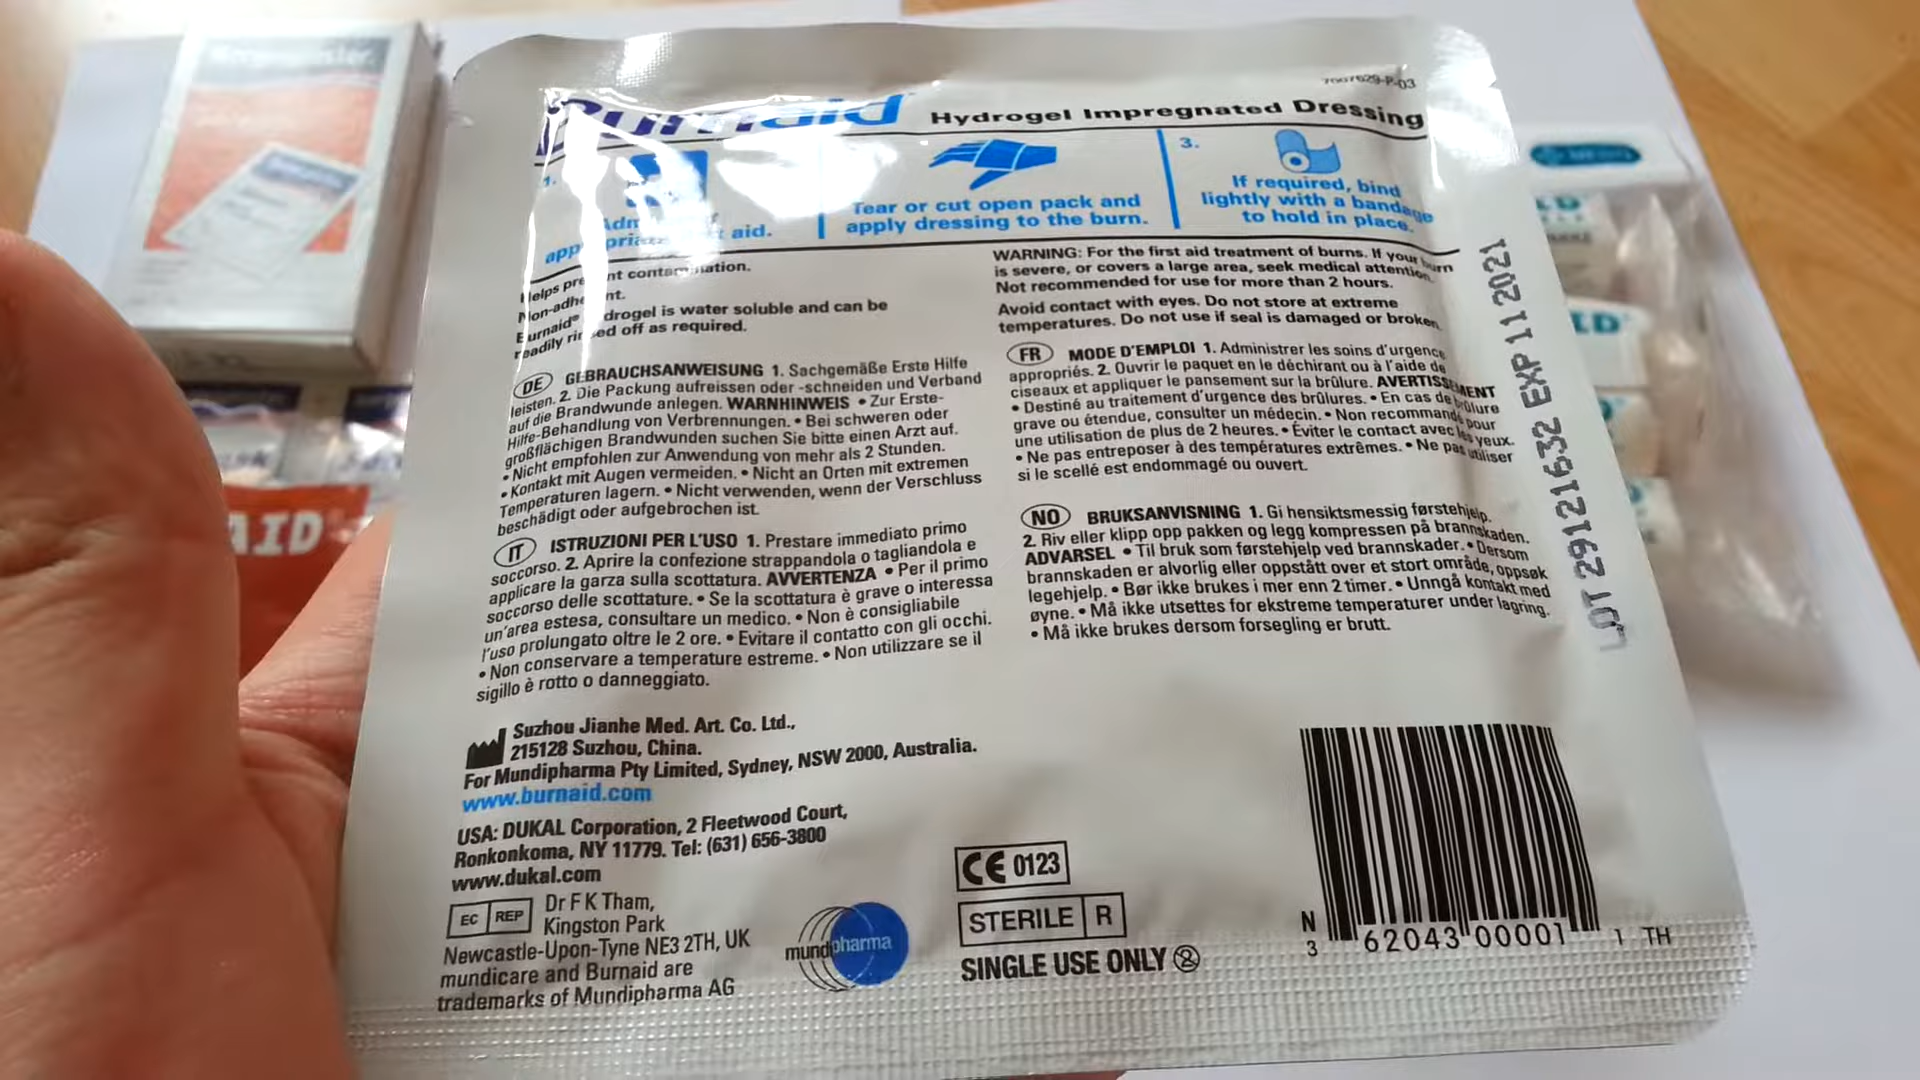 Burnaid
Hydrogel Impregnated Dressing
1.
aid.
Tear or cut open pack and
apply dressing to the burn.
3.
If required, bind
lightly with a bandage
to hold in place.
Helps
contamination.
Burnaid®
is water soluble and can be
readily
off as required.
WARNING: For the first aid treatment of burns. If your burn
is severe, or covers a large area, seek medical attention.
Not recommended for use for more than 2 hours.
Avoid contact with eyes. Do not store at extreme
temperatures. Do not use if seal is damaged or broken.
DE GEBRAUCHSANWEISUNG 1. Sachgemäße Erste Hilfe
leisten. 2. Die Packung aufreissen oder -schneiden und Verband
auf die Brandwunde anlegen. WARNHINWEIS • Zur Erste-
Hilfe-Behandlung von Verbrennungen. • Bei schweren oder
großflächigen Brandwunden suchen Sie bitte einen Arzt auf.
• Nicht empfohlen zur Anwendung von mehr als 2 Stunden.
• Kontakt mit Augen vermeiden. • Nicht an Orten mit extremen
Temperaturen lagern. • Nicht verwenden, wenn der Verschluss
beschädigt oder aufgebrochen ist.
FR MODE D'EMPLOI 1. Administrer les soins d'urgence
appropriés. 2. Ouvrir le paquet en le déchirant ou à l'aide de
ciseaux et appliquer le pansement sur la brûlure. AVERTISSEMENT
• Destiné au traitement d'urgence des brûlures. • En cas de brûlure
grave ou étendue, consulter un médecin. • Non recommandé pour
une utilisation de plus de 2 heures. • Éviter le contact avec les yeux.
• Ne pas entreposer à des températures extrêmes. • Ne pas utiliser
si le scellé est endommagé ou ouvert.
IT ISTRUZIONI PER L'USO 1. Prestare immediato primo
soccorso. 2. Aprire la confezione strappandola o tagliandola e
applicare la garza sulla scottatura. AVVERTENZA • Per il primo
soccorso delle scottature. • Se la scottatura è grave o interessa
un'area estesa, consultare un medico. • Non è consigliabile
l'uso prolungato oltre le 2 ore. • Evitare il contatto con gli occhi.
• Non conservare a temperature estreme. • Non utilizzare se il
sigillo è rotto o danneggiato.
NO BRUKSANVISNING 1. Gi hensiktsmessig førstehjelp.
2. Riv eller klipp opp pakken og legg kompressen på brannskaden.
ADVARSEL • Til bruk som førstehjelp ved brannskader. • Dersom
brannskaden er alvorlig eller oppstått over et stort område, oppsøk
legehjelp. • Bør ikke brukes i mer enn 2 timer. • Unngå kontakt med
øyne. • Må ikke utsettes for ekstreme temperaturer under lagring.
• Må ikke brukes dersom forsegling er brutt.
LOT 29121632 EXP 11 2021
Suzhou Jianhe Med. Art. Co. Ltd.,
215128 Suzhou, China.
For Mundipharma Pty Limited, Sydney, NSW 2000, Australia.
www.burnaid.com
USA: DUKAL Corporation, 2 Fleetwood Court,
Ronkonkoma, NY 11779. Tel: (631) 656-3800
www.dukal.com
EC REP Dr F K Tham,
Kingston Park
Newcastle-Upon-Tyne NE3 2TH, UK
mundicare and Burnaid are
trademarks of Mundipharma AG
mundipharma
CE 0123
STERILE R
SINGLE USE ONLY 2
N
3 62043 00001 1 TH
AID